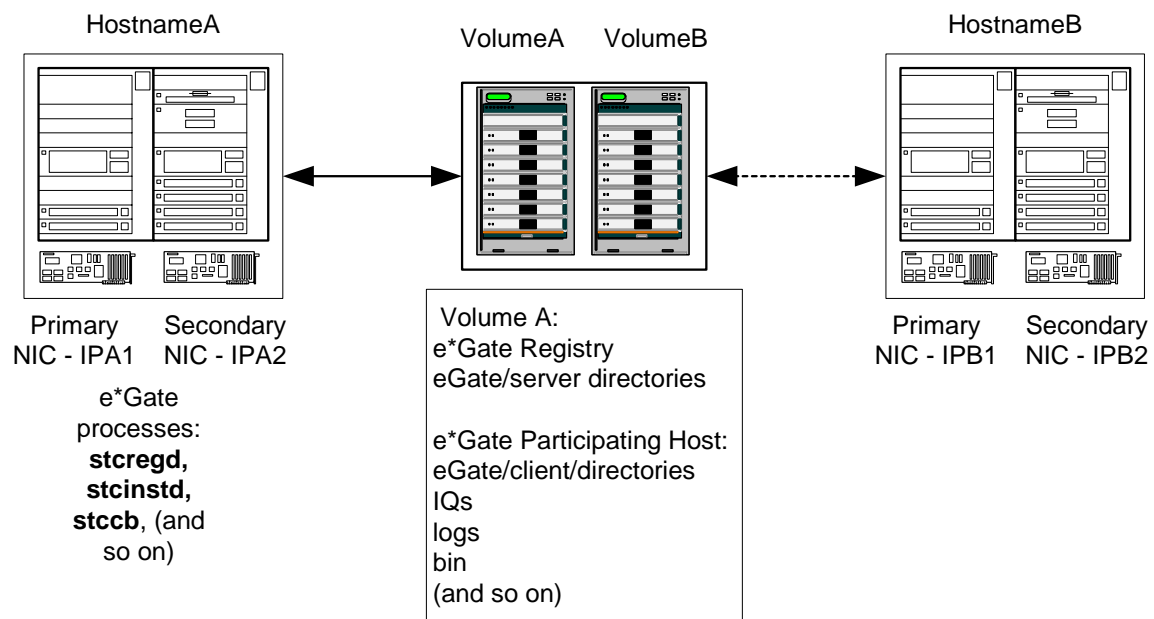 HostnameA
VolumeA
VolumeB
HostnameB
Primary
NIC - IPA1
Secondary
NIC - IPA2
e*Gate
processes:
stcregd,
stcinstd,
stccb, (and
so on)
Volume A:
e*Gate Registry
eGate/server directories
e*Gate Participating Host:
eGate/client/directories
IQs
logs
bin
(and so on)
Primary
NIC - IPB1
Secondary
NIC - IPB2